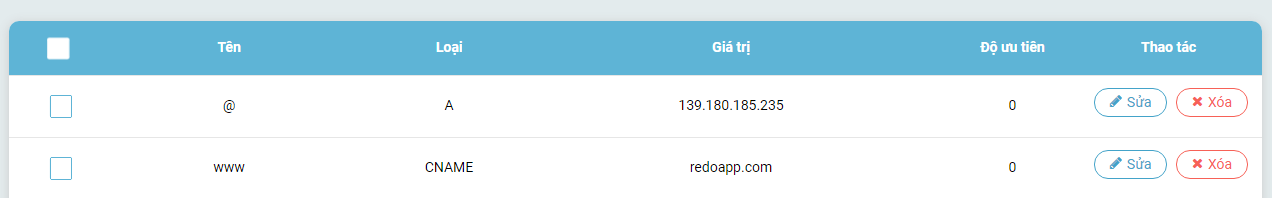 Tên Loại Giá trị Độ ưu tiên Thao tác
@ A 139.180.185.235 0 Sửa Xóa
www CNAME redoapp.com 0 Sửa Xóa